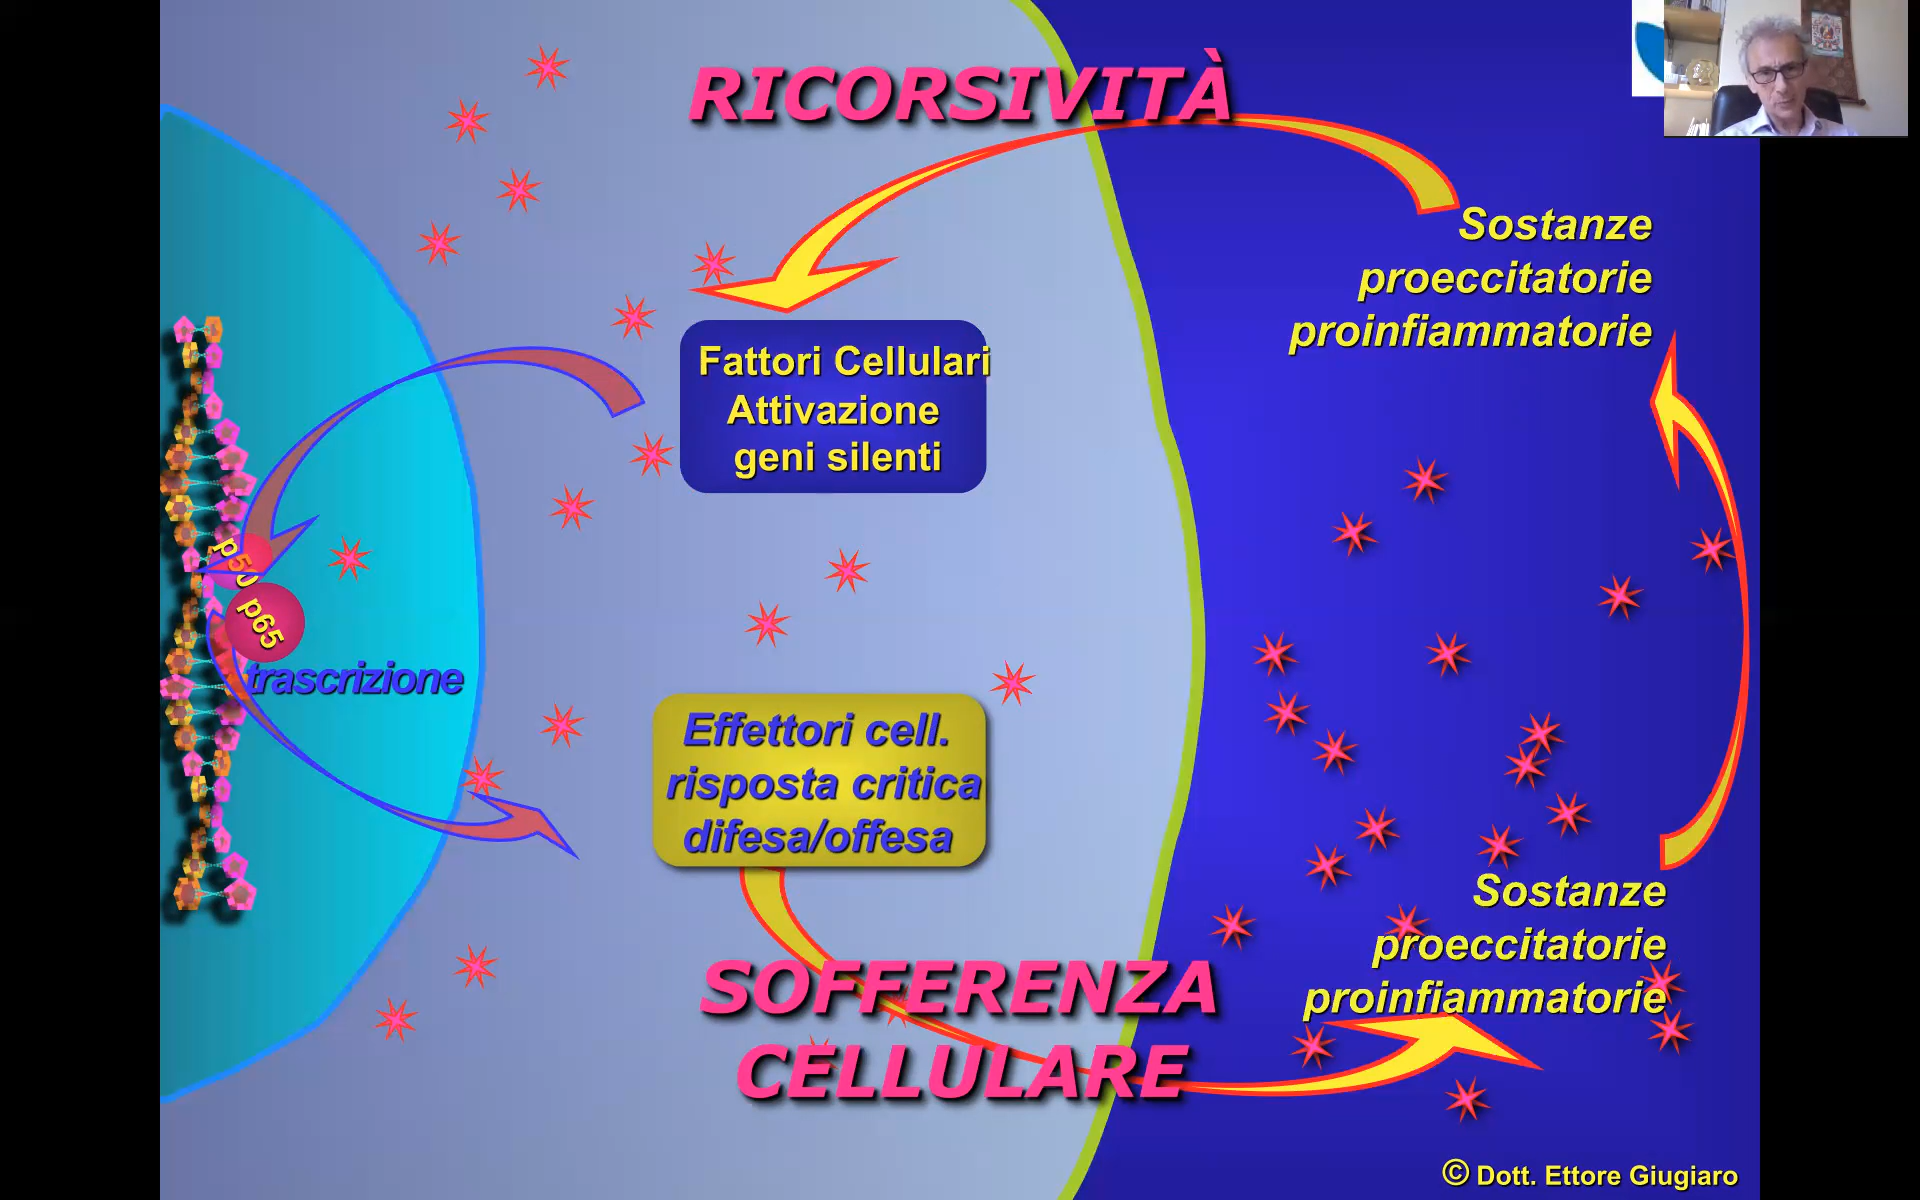 RICORSIVITÀ
Sostanze
proeccitatorie
proinfiammatorie
Fattori Cellulari
Attivazione
geni silenti
p50
p65
trascrizione
Effettori cell.
risposta critica
difesa/offesa
Sostanze
proeccitatorie
proinfiammatorie
SOFFERENZA
CELLULARE
© Dott. Ettore Giugiaro